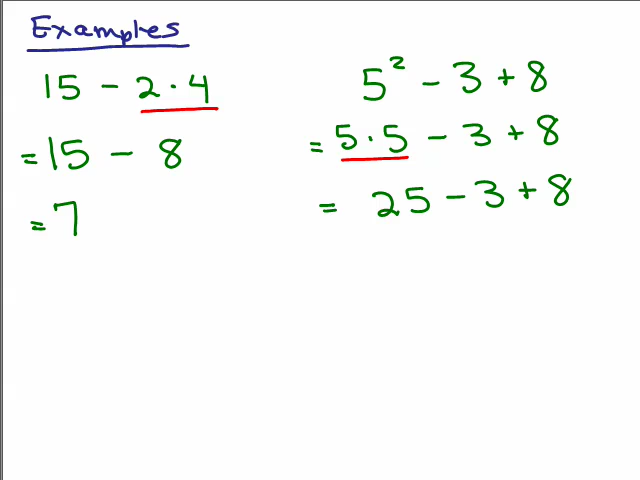 Examples
15 - 2 · 4
= 15 - 8
= 7
5² - 3 + 8
= 5 · 5 - 3 + 8
= 25 - 3 + 8